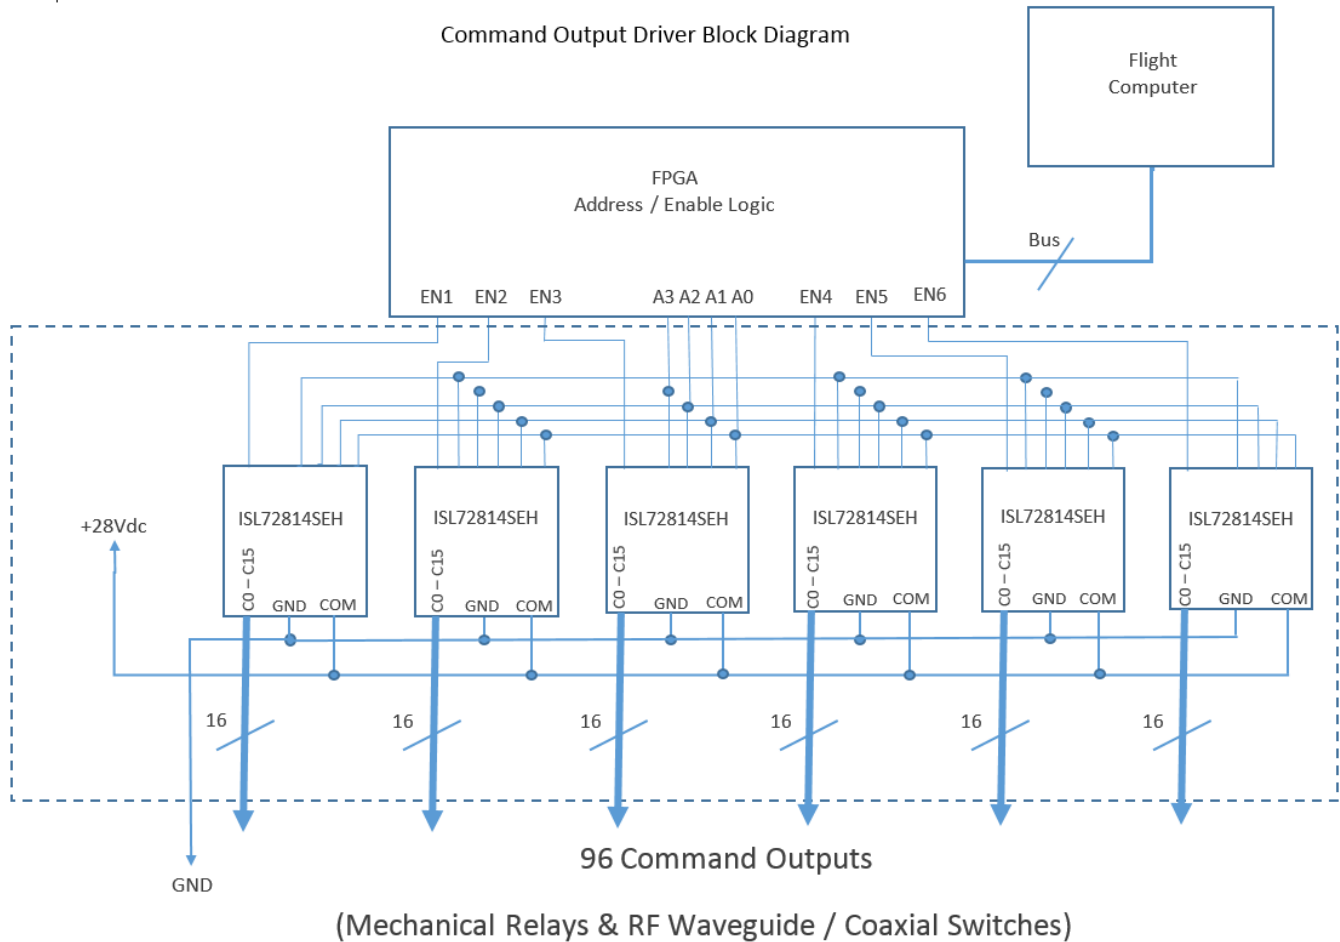 Command Output Driver Block Diagram
Flight
Computer
FPGA
Address / Enable Logic
Bus
EN1 EN2 EN3 A3 A2 A1 A0 EN4 EN5 EN6
+28Vdc
ISL72814SEH ISL72814SEH ISL72814SEH ISL72814SEH ISL72814SEH ISL72814SEH
C0 – C15 C0 – C15 C0 – C15 C0 – C15 C0 – C15 C0 – C15
GND COM GND COM GND COM GND COM GND COM GND COM
16 16 16 16 16 16
96 Command Outputs
GND
(Mechanical Relays & RF Waveguide / Coaxial Switches)